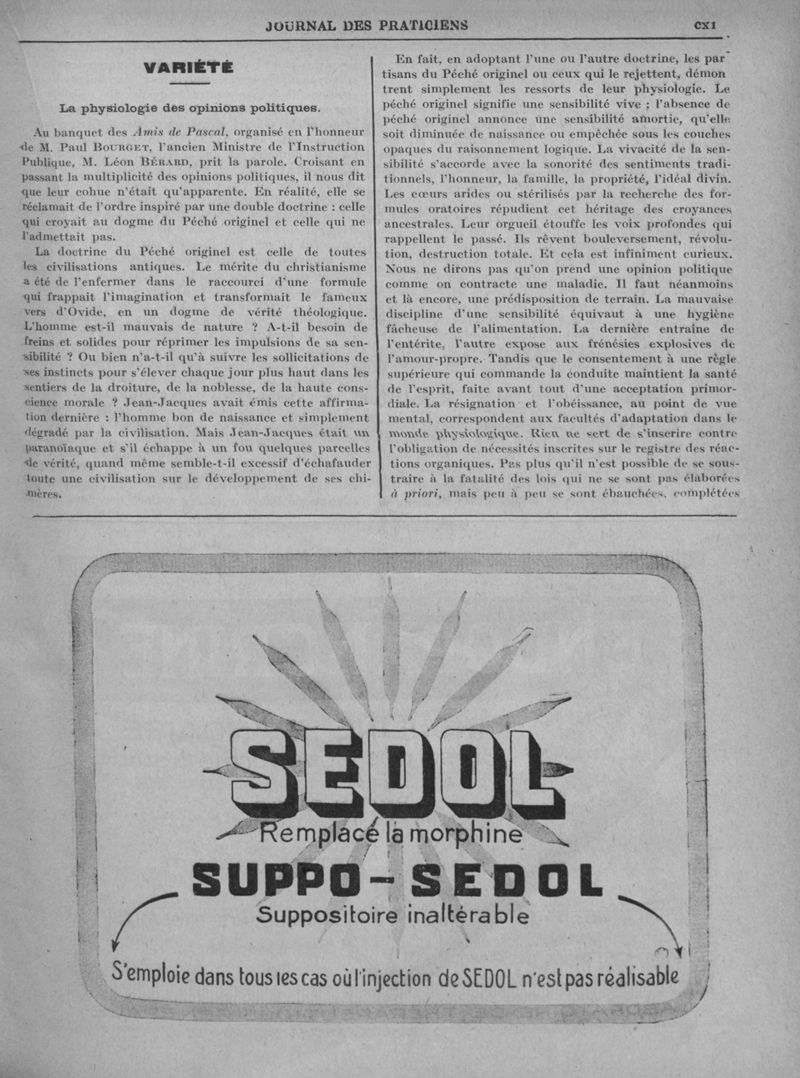 JOURNAL DES PRATICIENS
CXI
VARIÉTÉ
La physiologie des opinions politiques.
Au banquet des Amis de Pascal, organisé en l'honneur
de M. Paul BOURGET, l'ancien Ministre de l'Instruction
Publique, M. Léon BÉRARD, prit la parole. Croisant en
passant la multiplicité des opinions politiques, il nous dit
que leur cohue n'était qu'apparente. En réalité, elle se
réclamait de l'ordre inspiré par une double doctrine : celle
qui croyait au dogme du Péché originel et celle qui ne
l'admettait pas.
La doctrine du Péché originel est celle de toutes
les civilisations antiques. Le mérite du christianisme
a été de l'enfermer dans le raccourci d'une formule
qui frappait l'imagination et transformait le fameux
vers d'Ovide, en un dogme de vérité théologique.
L'homme est-il mauvais de nature ? A-t-il besoin de
freins et solides pour réprimer les impulsions de sa sen-
sibilité ? Ou bien n'a-t-il qu'à suivre les sollicitations de
ses instincts pour s'élever chaque jour plus haut dans les
sentiers de la droiture, de la noblesse, de la haute cons-
cience morale ? Jean-Jacques avait émis cette affirma-
tion dernière : l'homme bon de naissance et simplement
dégradé par la civilisation. Mais Jean-Jacques était un
paranoïaque et s'il échappe à un fou quelques parcelles
de vérité, quand même semble-t-il excessif d'échafauder
toute une civilisation sur le développement de ses chi-
mères.
En fait, en adoptant l'une ou l'autre doctrine, les par
tisans du Péché originel ou ceux qui le rejettent, démon
trent simplement les ressorts de leur physiologie. Le
péché originel signifie une sensibilité vive ; l'absence de
péché originel annonce une sensibilité amortie, qu'elle
soit diminuée de naissance ou empêchée sous les couches
opaques du raisonnement logique. La vivacité de la sen-
sibilité s'accorde avec la sonorité des sentiments tradi-
tionnels, l'honneur, la famille, la propriété, l'idéal divin.
Les cœurs arides ou stérilisés par la recherche des for-
mules oratoires répudient cet héritage des croyances
ancestrales. Leur orgueil étouffe les voix profondes qui
rappellent le passé. Ils rêvent bouleversement, révolu-
tion, destruction totale. Et cela est infiniment curieux.
Nous ne dirons pas qu'on prend une opinion politique
comme on contracte une maladie. Il faut néanmoins
et là encore, une prédisposition de terrain. La mauvaise
discipline d'une sensibilité équivaut à une hygiène
fâcheuse de l'alimentation. La dernière entraîne de
l'entérite, l'autre expose aux frénésies explosives de
l'amour-propre. Tandis que le consentement à une règle
supérieure qui commande la conduite maintient la santé
de l'esprit, faite avant tout d'une acceptation primor-
diale. La résignation et l'obéissance, au point de vue
mental, correspondent aux facultés d'adaptation dans le
monde physiologique. Rien ne sert de s'inscrire contre
l'obligation de nécessités inscrites sur le registre des réac-
tions organiques. Pas plus qu'il n'est possible de se sous-
traire à la fatalité des lois qui ne se sont pas élaborées
à priori, mais peu à peu se sont ébauchées, complétées
SEDOL
Remplace la morphine
SUPPO-SEDOL
Suppositoire inaltérable
S'emploie dans tous les cas où l'injection de SEDOL n'est pas réalisable